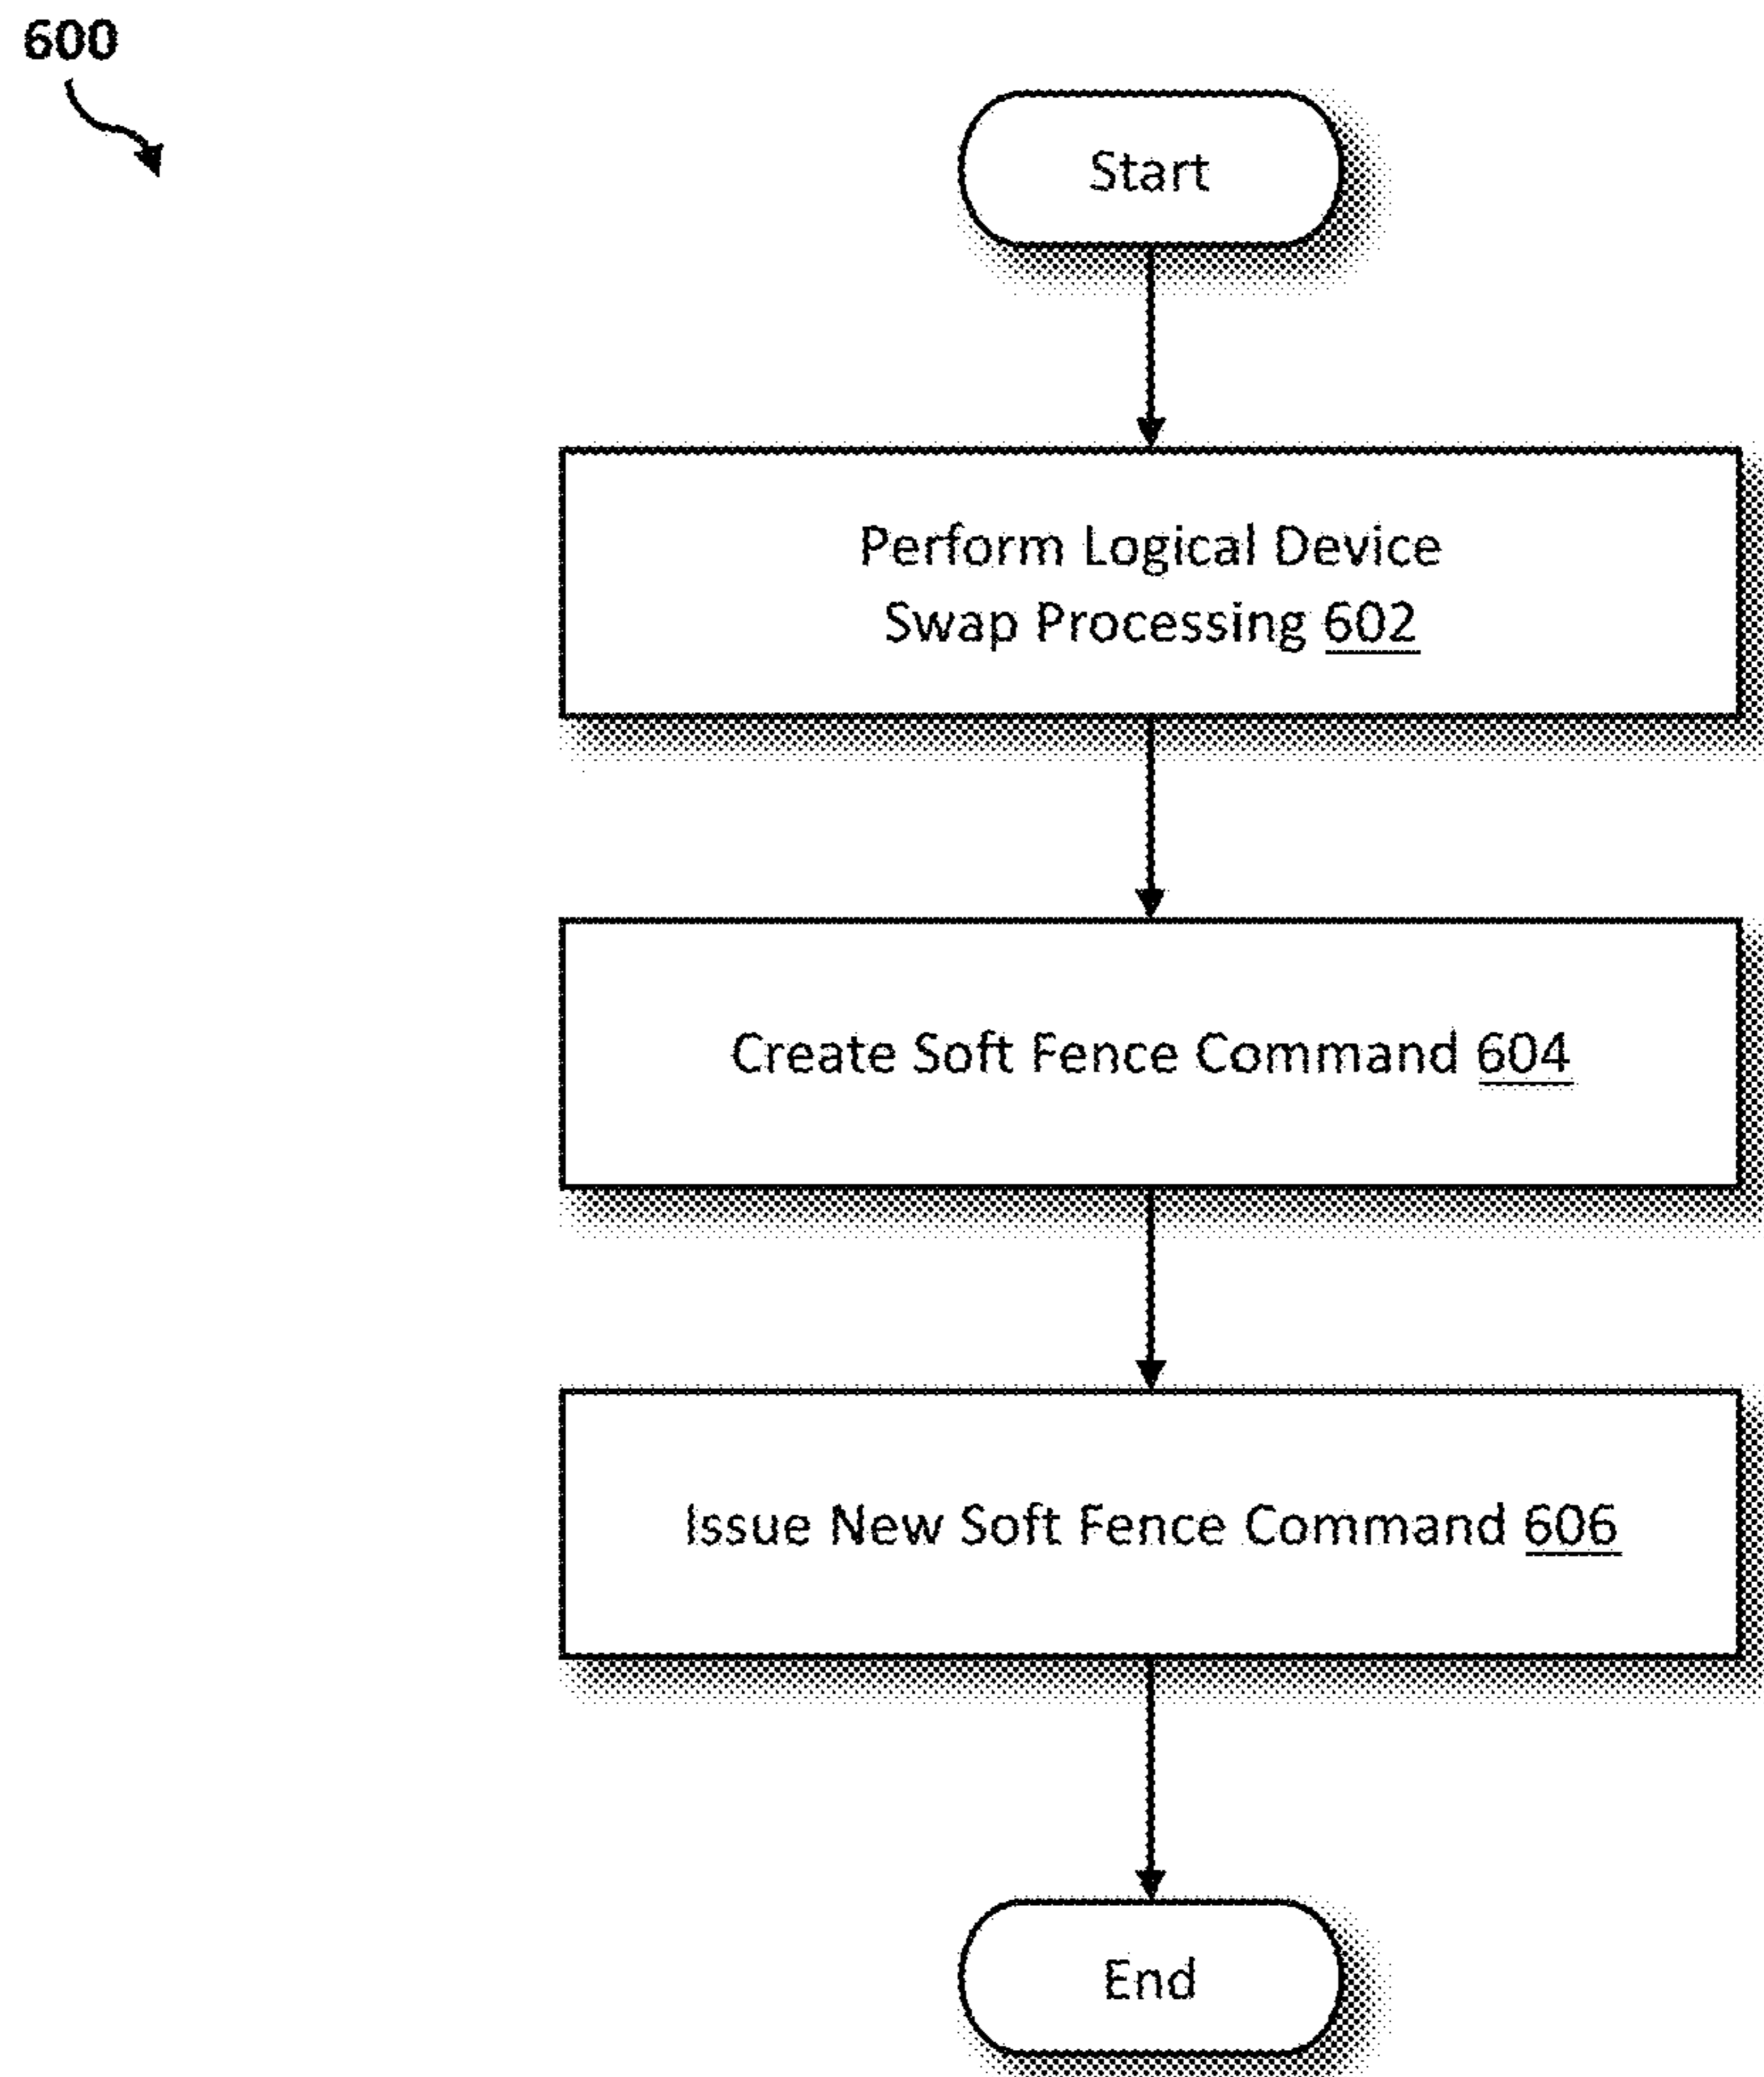 600
Start
Perform Logical Device
Swap Processing 602
Create Soft Fence Command 604
Issue New Soft Fence Command 606
End